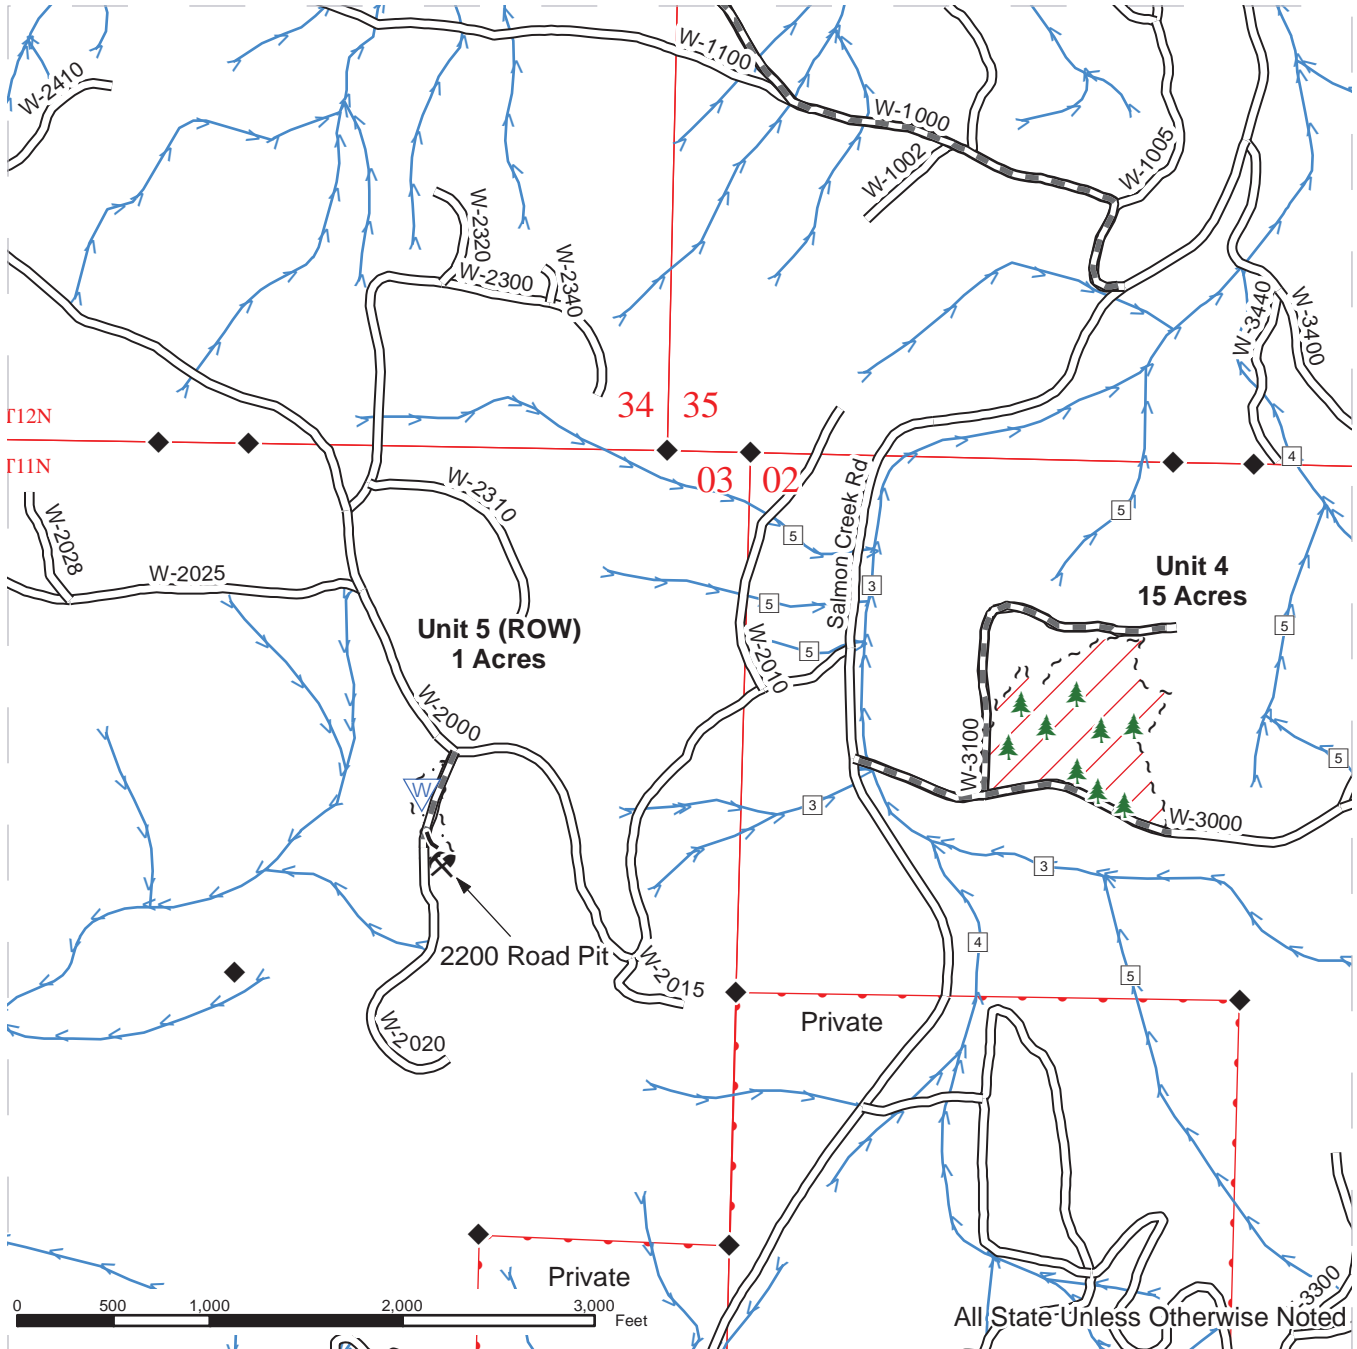 W-2410
W-1100
W-1000
W-1002
W-1005
W-2320
W-2300
W-2340
W-3440
W-3400
34
35
T12N
T11N
03
02
4
W-2310
5
5
W-2028
W-2025
Salmon Creek Rd
3
Unit 4
15 Acres
5
5
Unit 5 (ROW)
1 Acres
W-2010
5
W-2000
W-3100
5
W
3
W-3000
3
2200 Road Pit
4
W-2015
5
Private
W-2020
Private
-3300
0
500
1,000
2,000
3,000
Feet
All State Unless Otherwise Noted